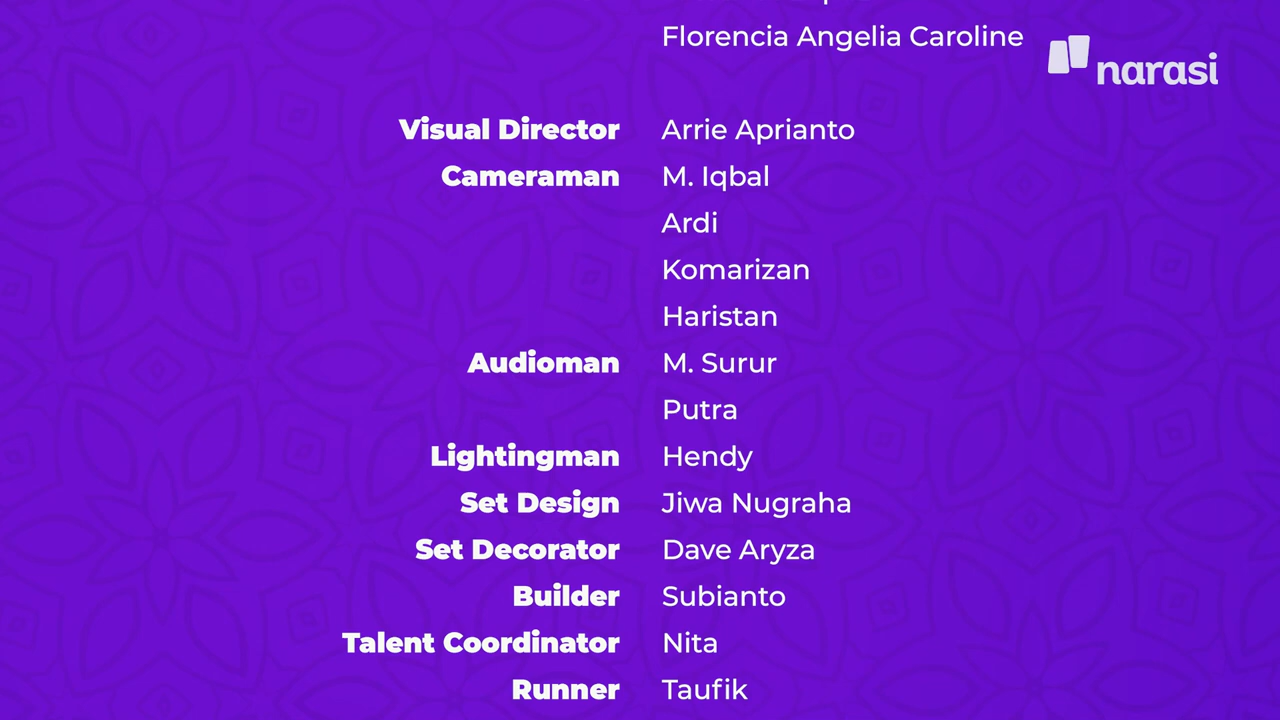 Florencia Angelia Caroline
narasi
Visual Director Arrie Aprianto
Cameraman M. Iqbal
Ardi
Komarizan
Haristan
Audioman M. Surur
Putra
Lightingman Hendy
Set Design Jiwa Nugraha
Set Decorator Dave Aryza
Builder Subianto
Talent Coordinator Nita
Runner Taufik